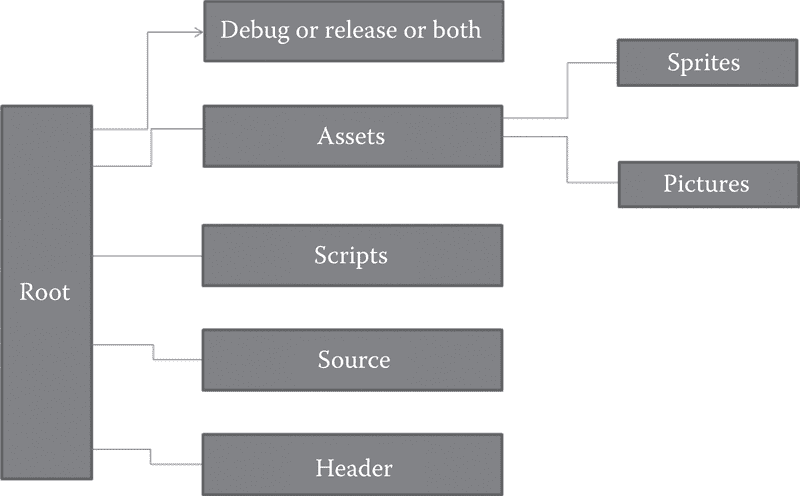 Root
Debug or release or both
Assets
Sprites
Pictures
Scripts
Source
Header